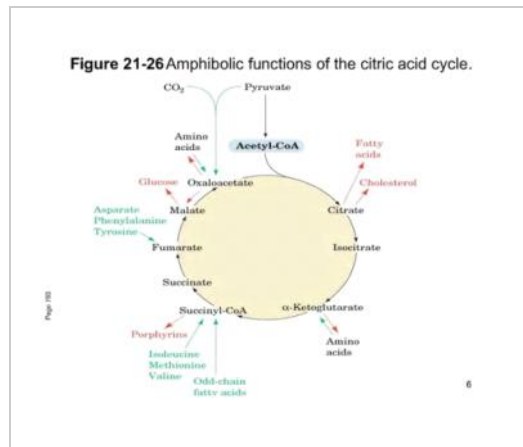 Figure 21-26 Amphibolic functions of the citric acid cycle.
CO2
Pyruvate
Amino
acids
Acetyl-CoA
Fatty
acids
Oxaloacetate
Glucose
Cholesterol
Malate
Citrate
Asparate
Phenylalanine
Tyrosine
Fumarate
Isocitrate
Succinate
Succinyl-CoA
α-Ketoglutarate
Porphyrins
Amino
acids
Isoleucine
Methionine
Valine
Odd-chain
fatty acids
6